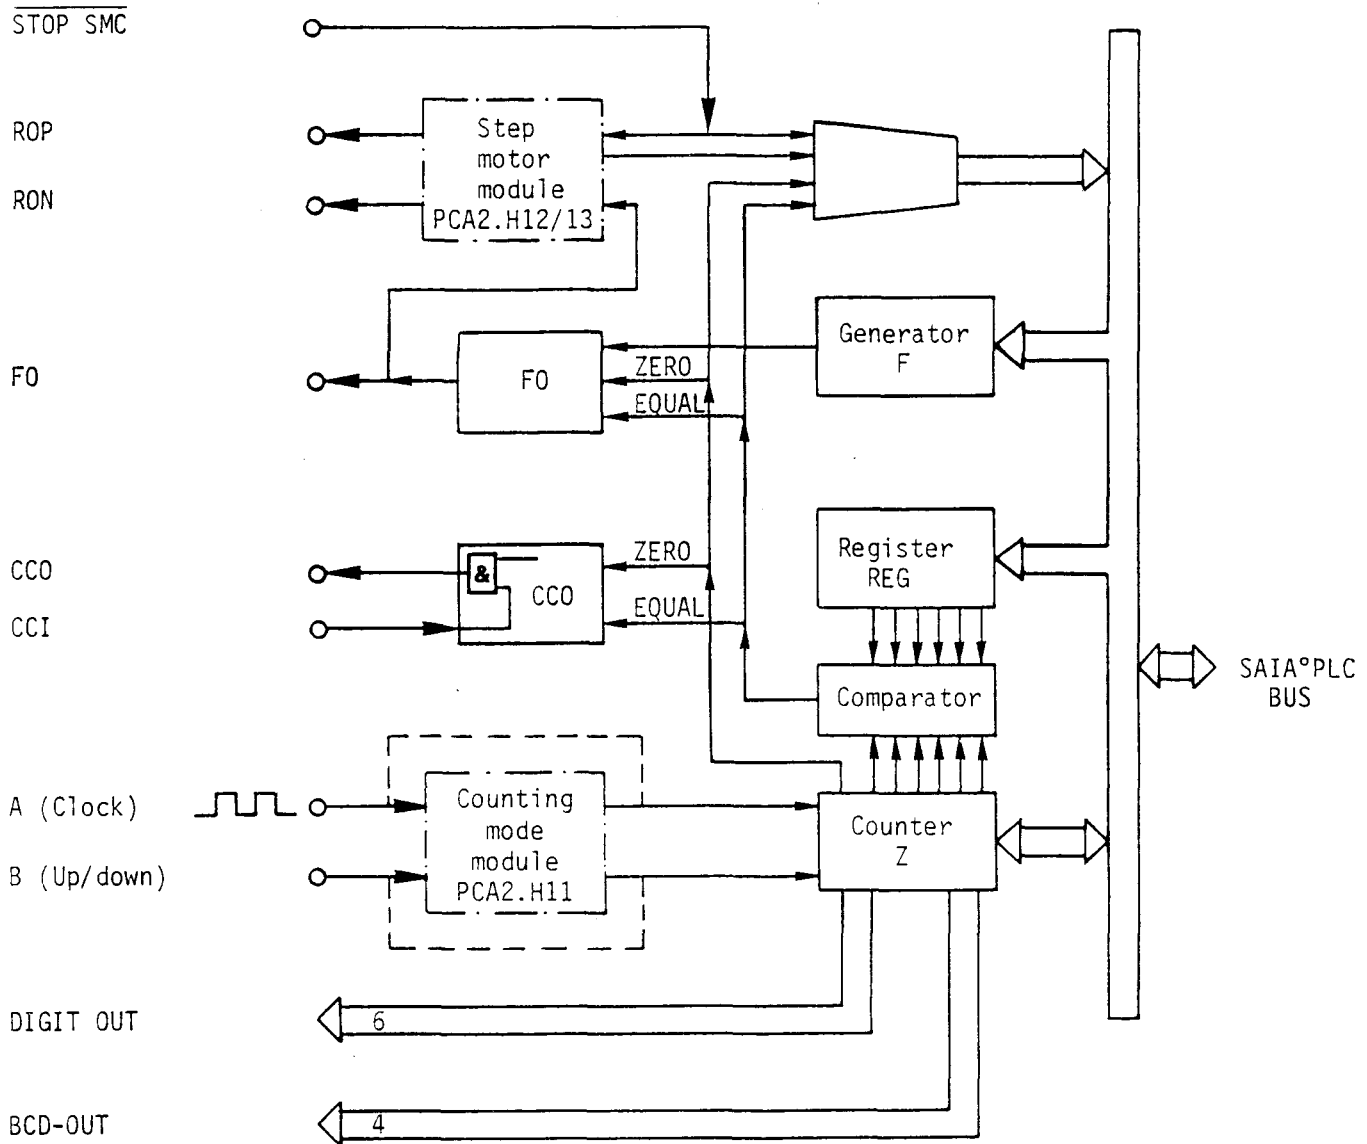 STOP SMC
ROP
RON
Step
motor
module
PCA2.H12/13
FO
FO
ZERO
EQUAL
Generator
F
CCO
CCI
&
CCO
ZERO
EQUAL
Register
REG
Comparator
SAIA°PLC
BUS
A (Clock)
B (Up/down)
Counting
mode
module
PCA2.H11
Counter
Z
DIGIT OUT
6
BCD-OUT
4